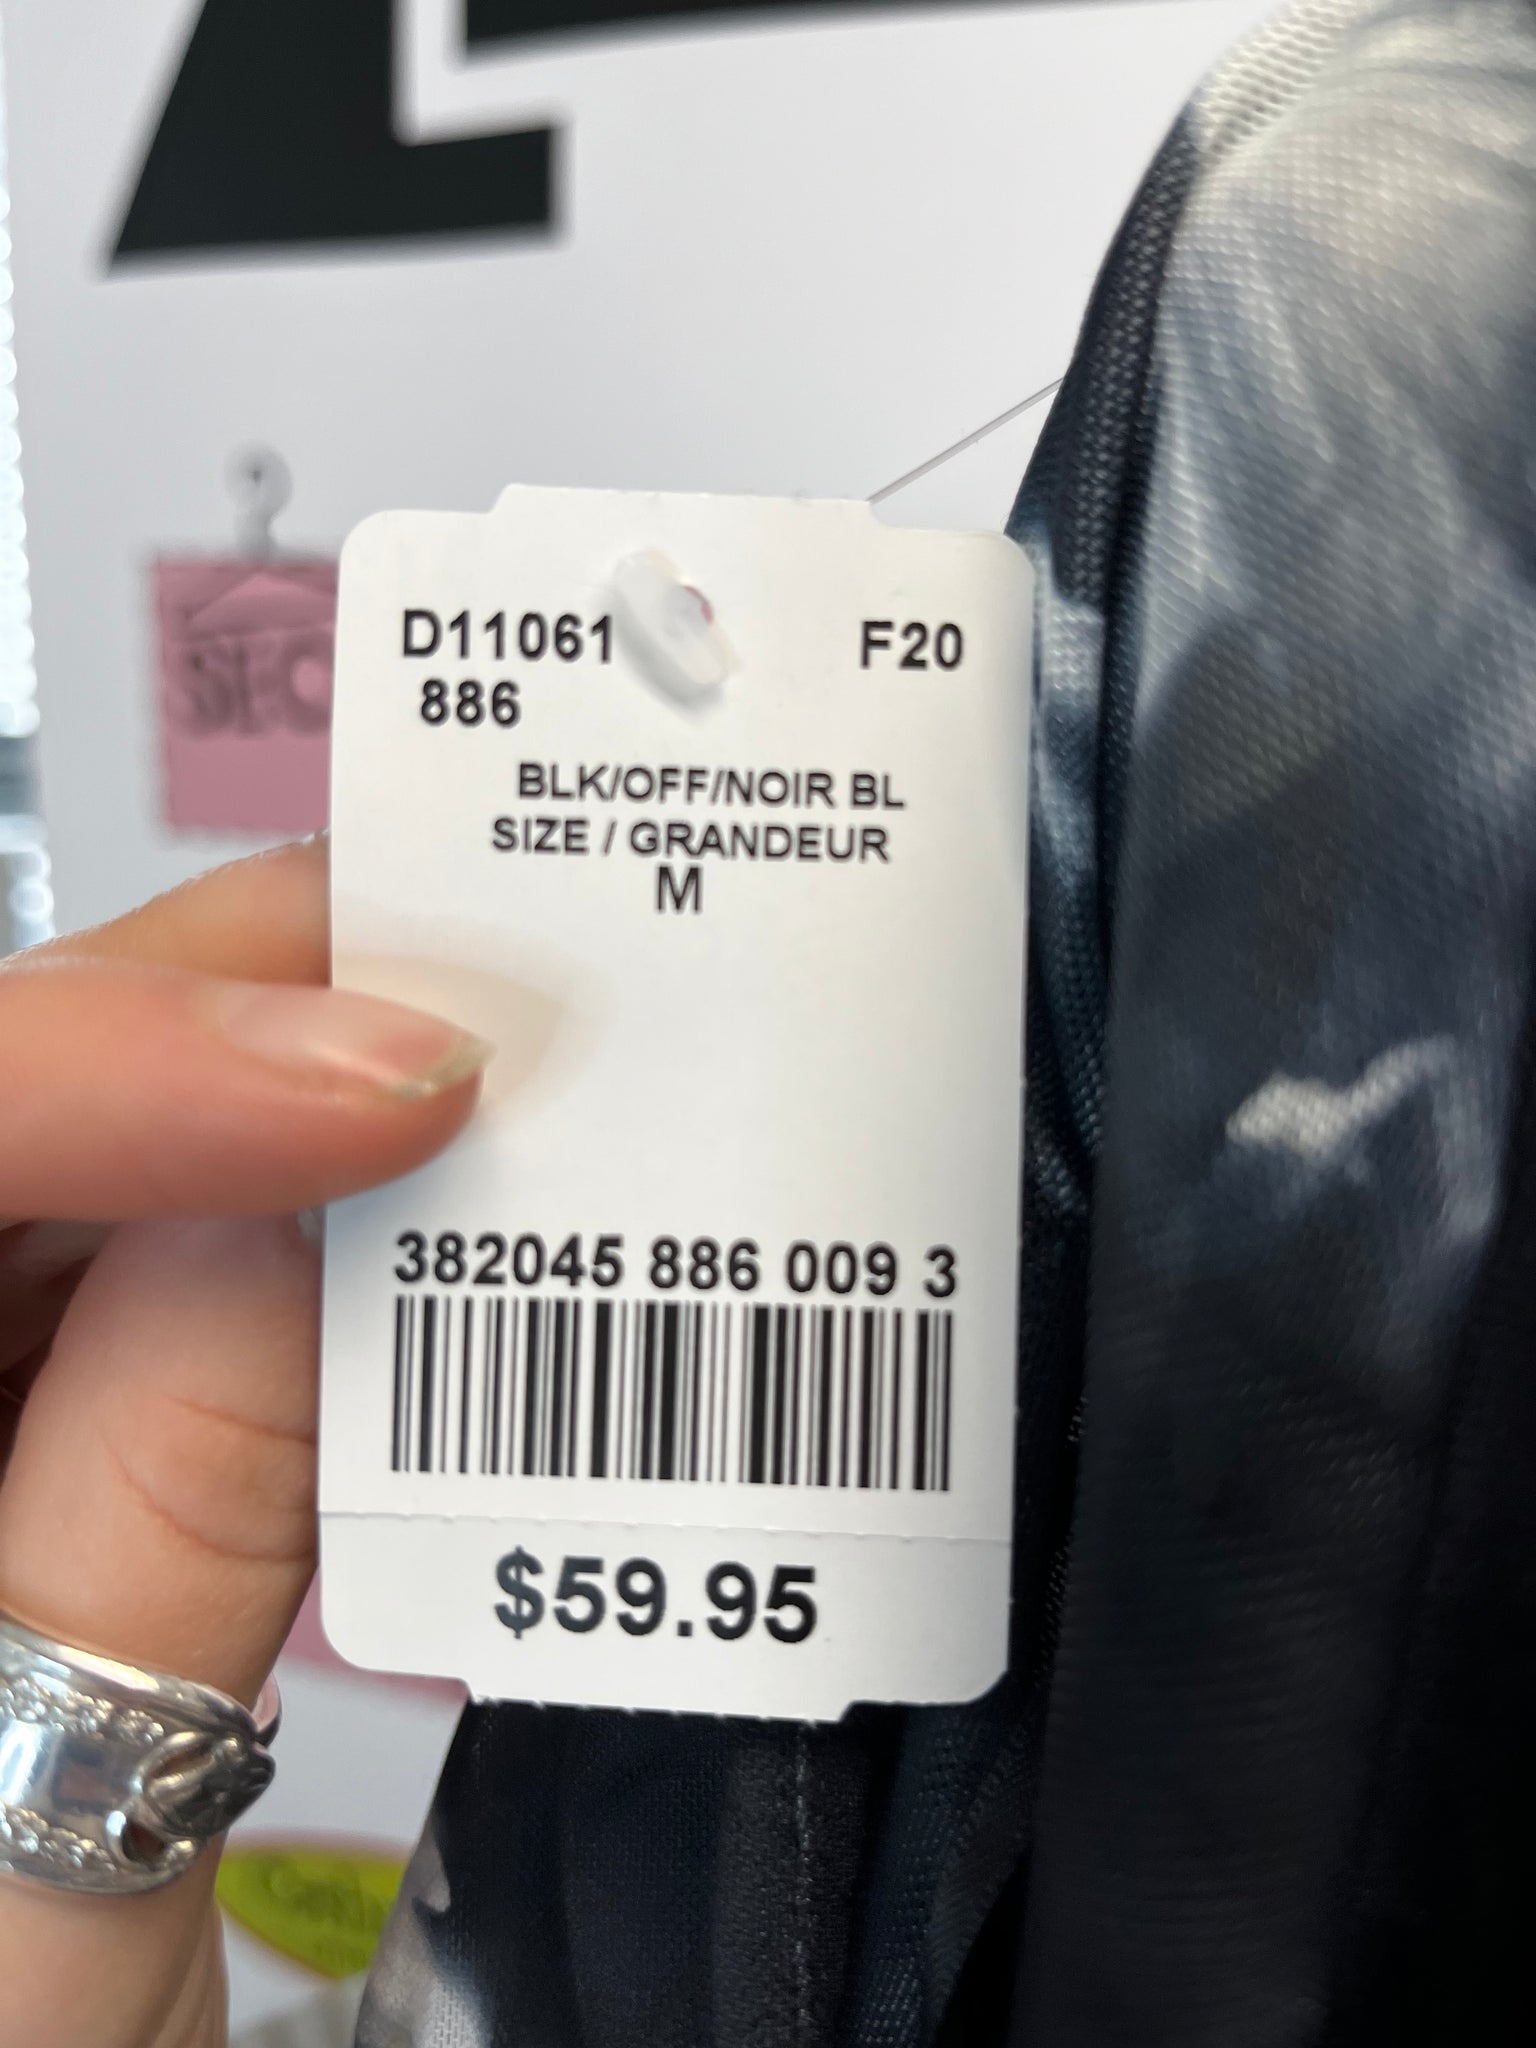 D11061 F20
886
BLK/OFF/NOIR BL
SIZE / GRANDEUR
M
382045 886 009 3
$59.95